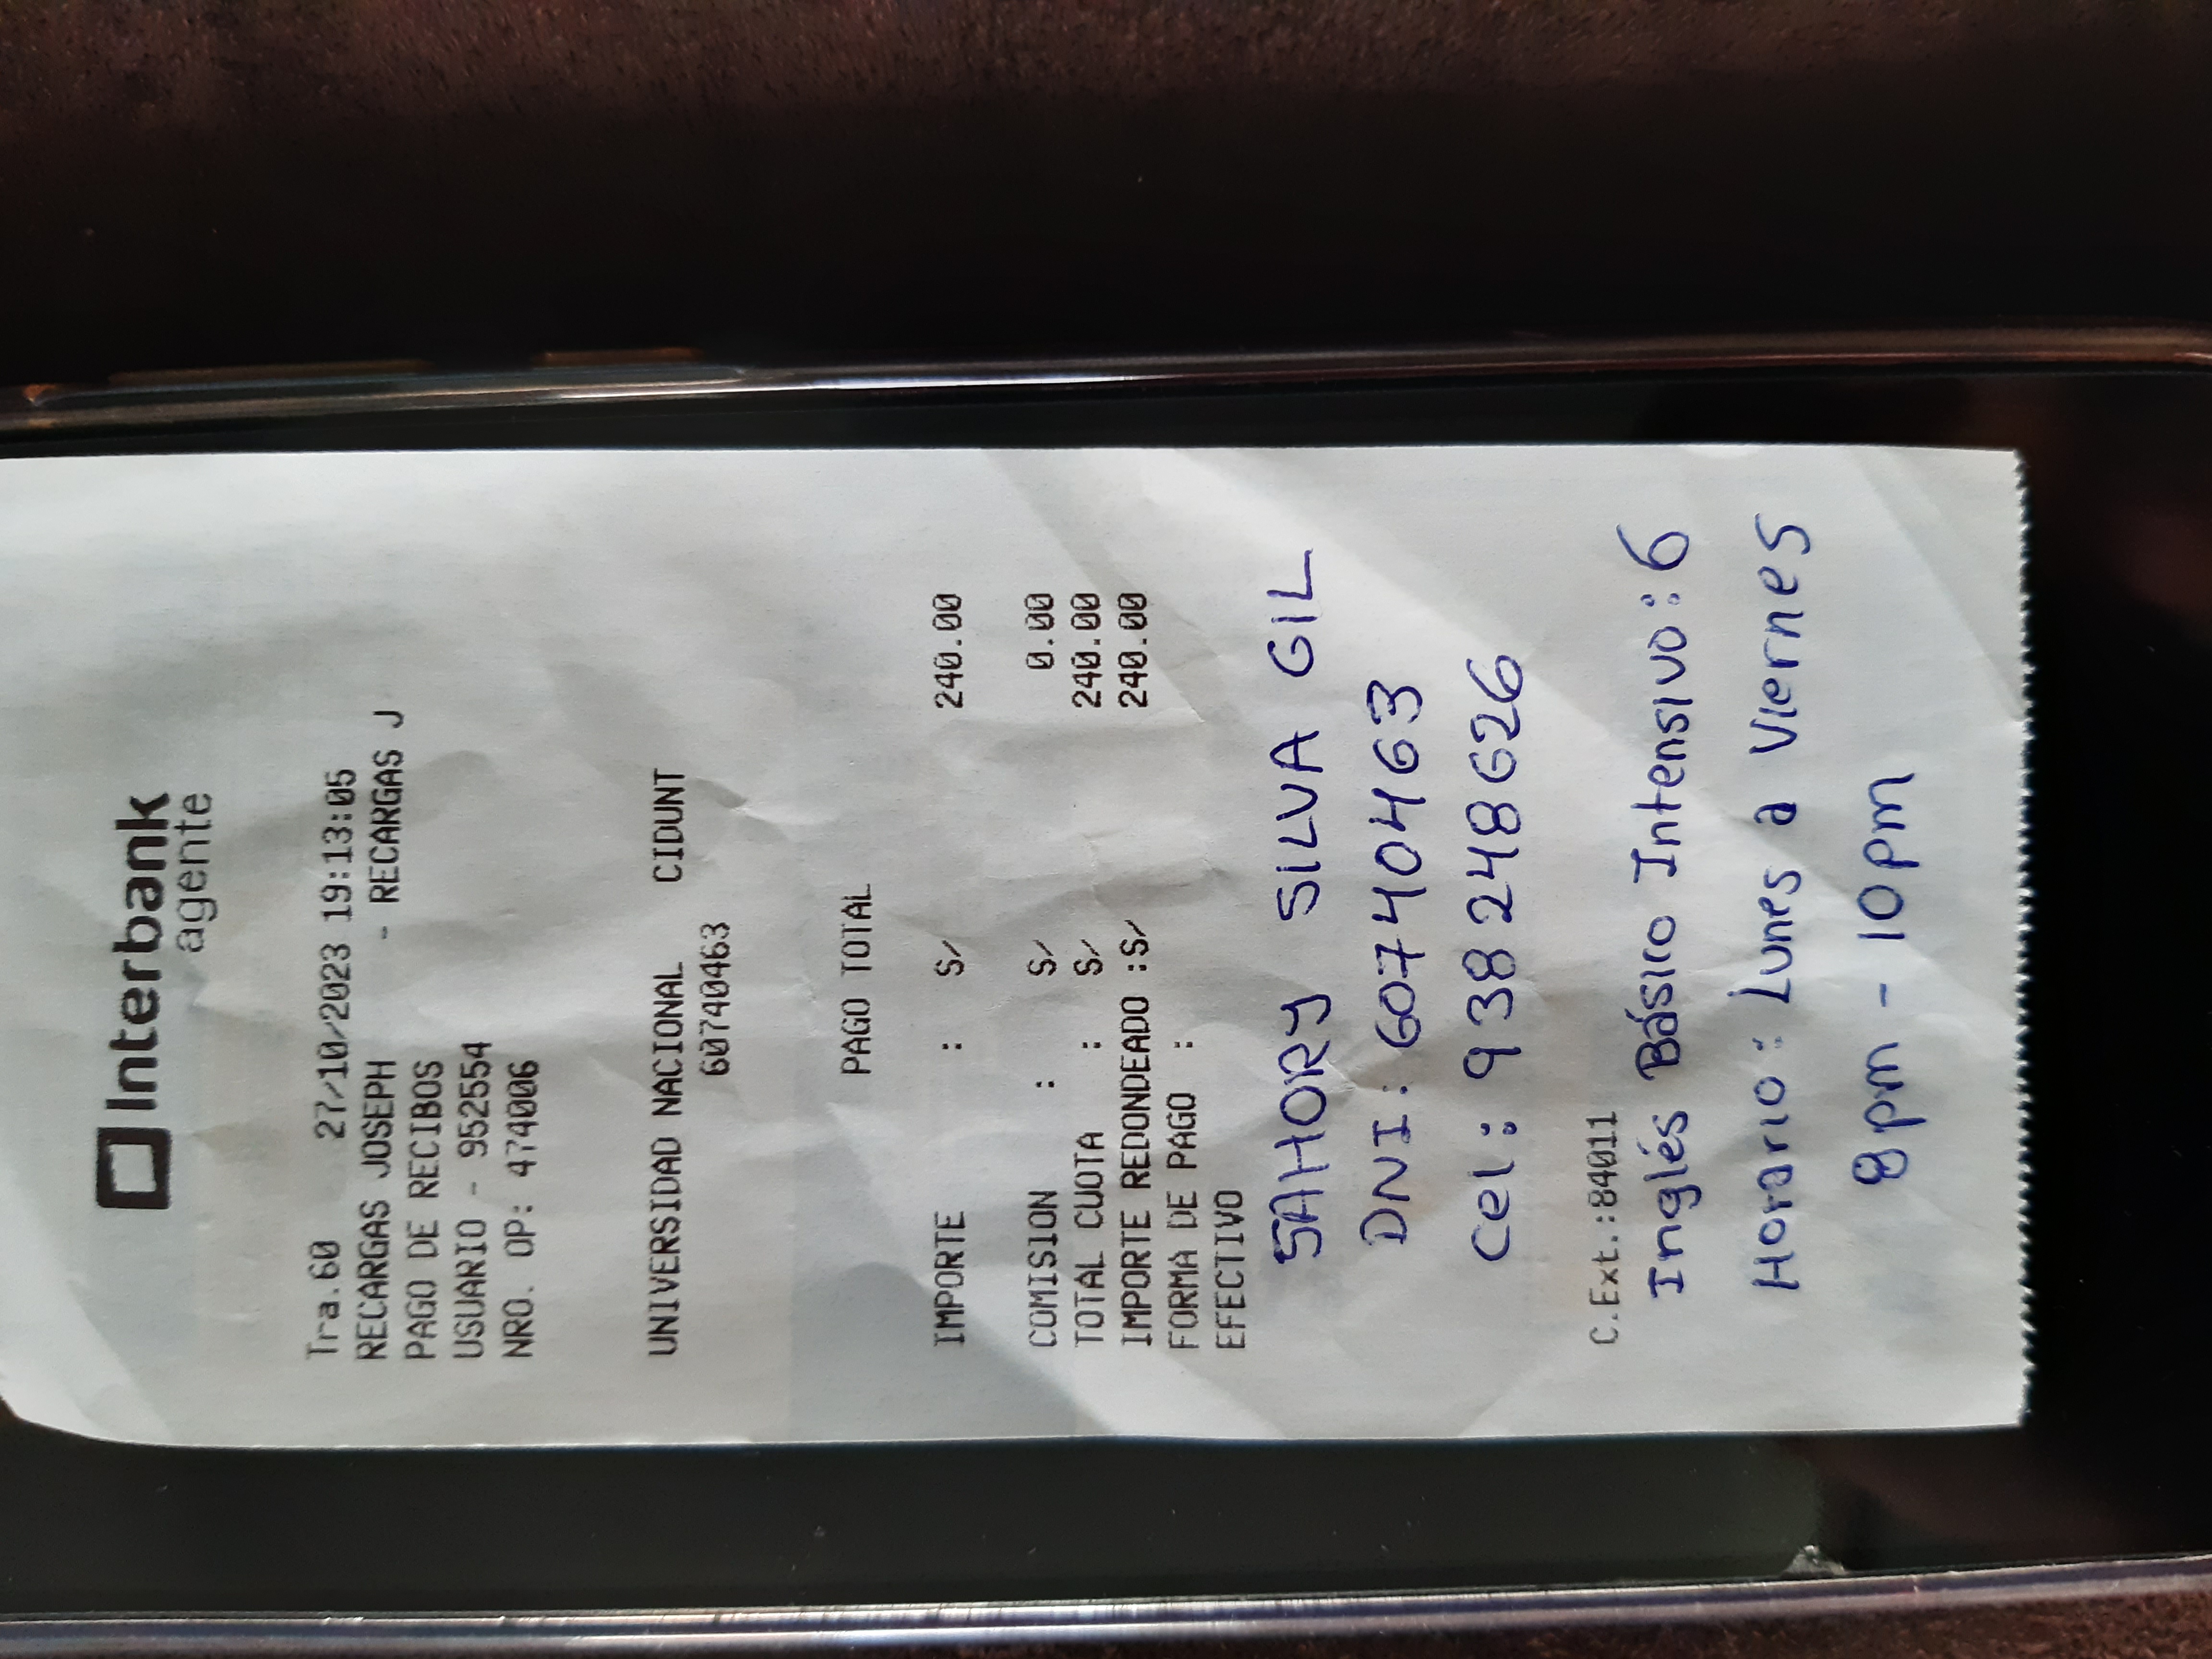 Interbank
agente
Tra.60 27/10/2023 19:13:05
RECARGAS JOSEPH - RECARGAS J
PAGO DE RECIBOS
USUARIO - 952554
NRO. OP: 474006
UNIVERSIDAD NACIONAL CIDUNT
60740463
PAGO TOTAL
IMPORTE : S/ 240.00
COMISION : S/ 0.00
TOTAL CUOTA : S/ 240.00
IMPORTE REDONDEADO :S/ 240.00
FORMA DE PAGO :
EFECTIVO
SAHORY SILVA GIL
DNI: 60740463
Cel: 938248626
C.Ext.:84011
Inglés Básico Intensivo: 6
Horario: Lunes a Viernes
8pm - 10pm